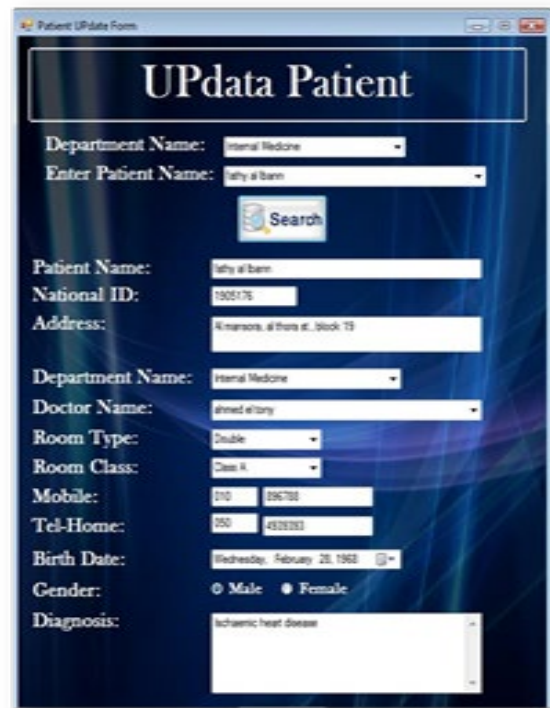 Patient UPdate Form
UPdata Patient
Department Name: Internal Medicine
Enter Patient Name: fathy al bann
Search
Patient Name: fathy al bann
National ID: 1905176
Address: Al mansora, al thora st., block 19
Department Name: Internal Medicine
Doctor Name: ahmed eltony
Room Type: Double
Room Class: Class A
Mobile: 010 896788
Tel-Home: 050
Birth Date: Wednesday, February 28, 1968
Gender: Male Female
Diagnosis: Ischaemic heart disease